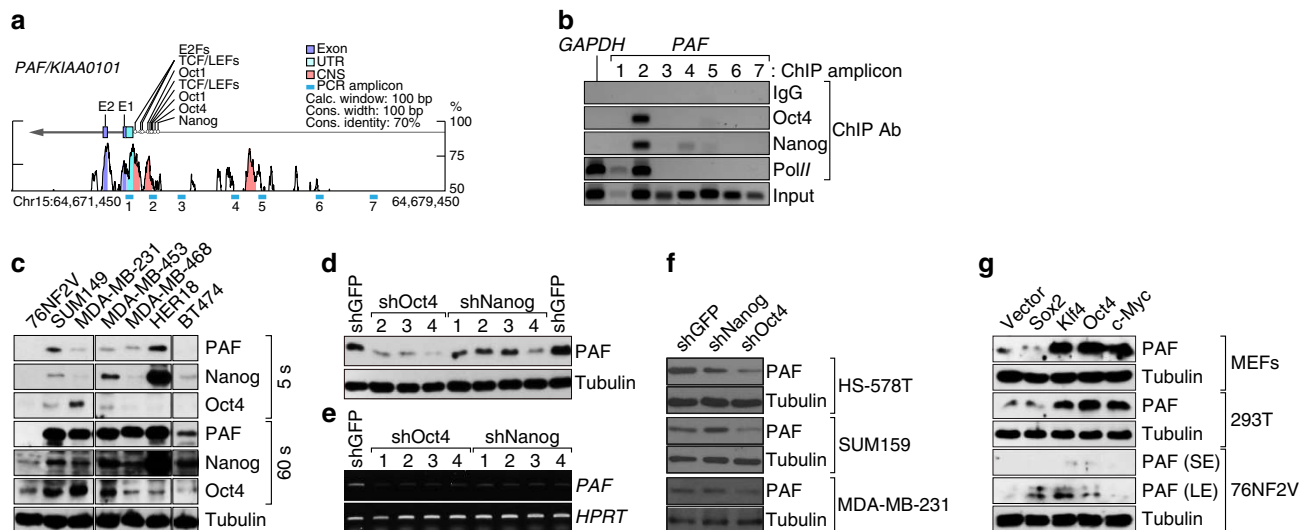 a
PAF/KIAA0101
E2Fs
TCF/LEFs
Oct1
TCF/LEFs
Oct1
Oct4
Nanog
Exon
UTR
CNS
PCR amplicon
Calc. window: 100 bp
Cons. width: 100 bp
Cons. identity: 70%
E2 E1
%
100
75
50
Chr15:64,671,450
64,679,450
1 2 3 4 5 6 7
b
GAPDH PAF
1 2 3 4 5 6 7 : ChIP amplicon
IgG
Oct4
Nanog
PolII
Input
ChIP Ab
c
76NF2V
SUM149
MDA-MB-231
MDA-MB-453
MDA-MB-468
HER18
BT474
PAF
Nanog
Oct4
5 s
PAF
Nanog
Oct4
60 s
Tubulin
d
shGFP
shOct4
shNanog
shGFP
2 3 4 1 2 3 4
PAF
Tubulin
e
shGFP
shOct4
shNanog
1 2 3 4 1 2 3 4
PAF
HPRT
f
shGFP
shNanog
shOct4
PAF
Tubulin
HS-578T
PAF
Tubulin
SUM159
PAF
Tubulin
MDA-MB-231
g
Vector
Sox2
Klf4
Oct4
c-Myc
PAF
Tubulin
MEFs
PAF
Tubulin
293T
PAF (SE)
PAF (LE)
Tubulin
76NF2V